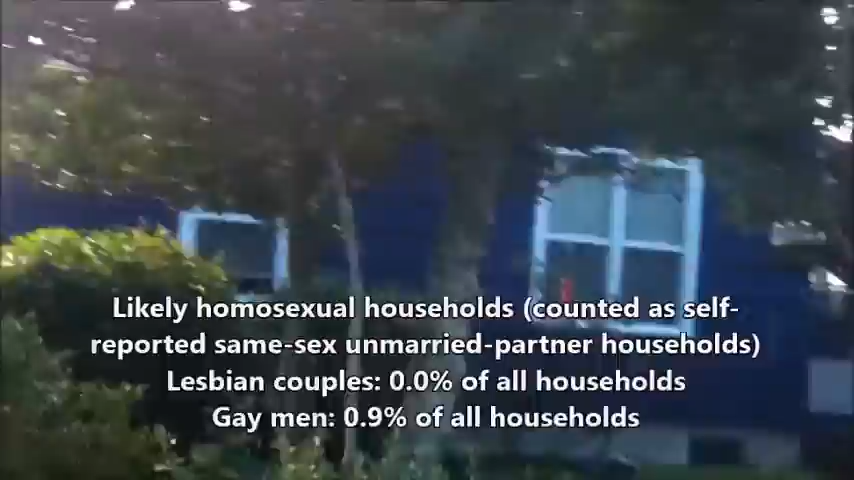 Likely homosexual households (counted as self-
reported same-sex unmarried-partner households)
Lesbian couples: 0.0% of all households
Gay men: 0.9% of all households